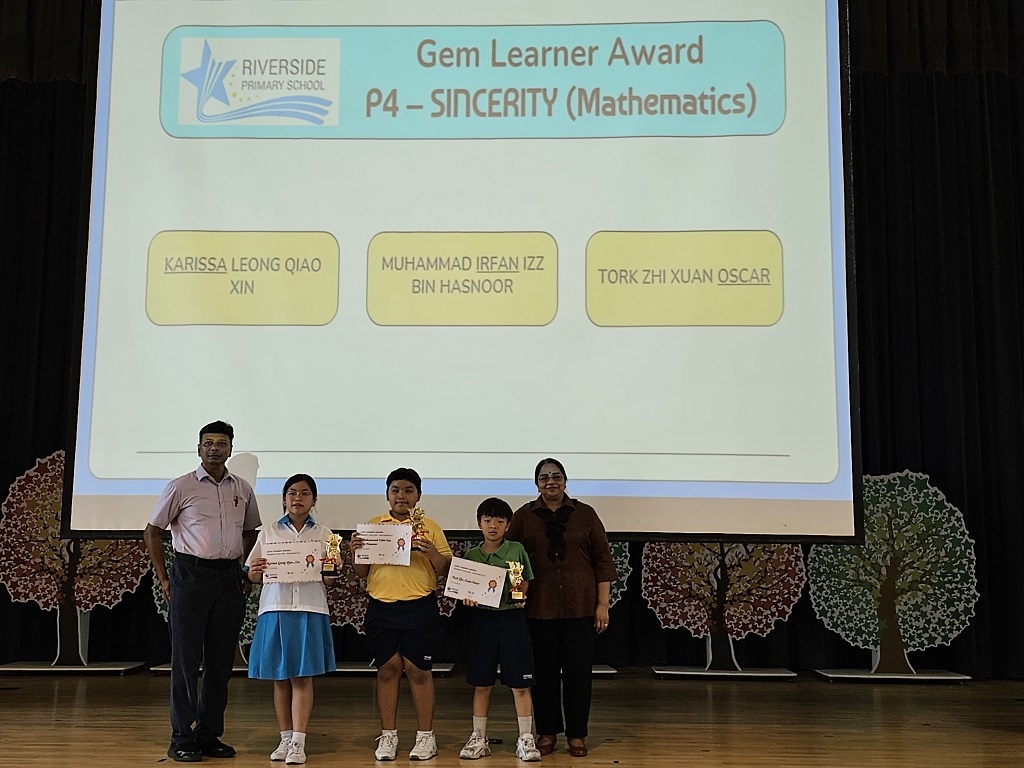 RIVERSIDE
PRIMARY SCHOOL
Gem Learner Award
P4 – SINCERITY (Mathematics)
KARISSA LEONG QIAO
XIN
MUHAMMAD IRFAN IZZ
BIN HASNOOR
TORK ZHI XUAN OSCAR